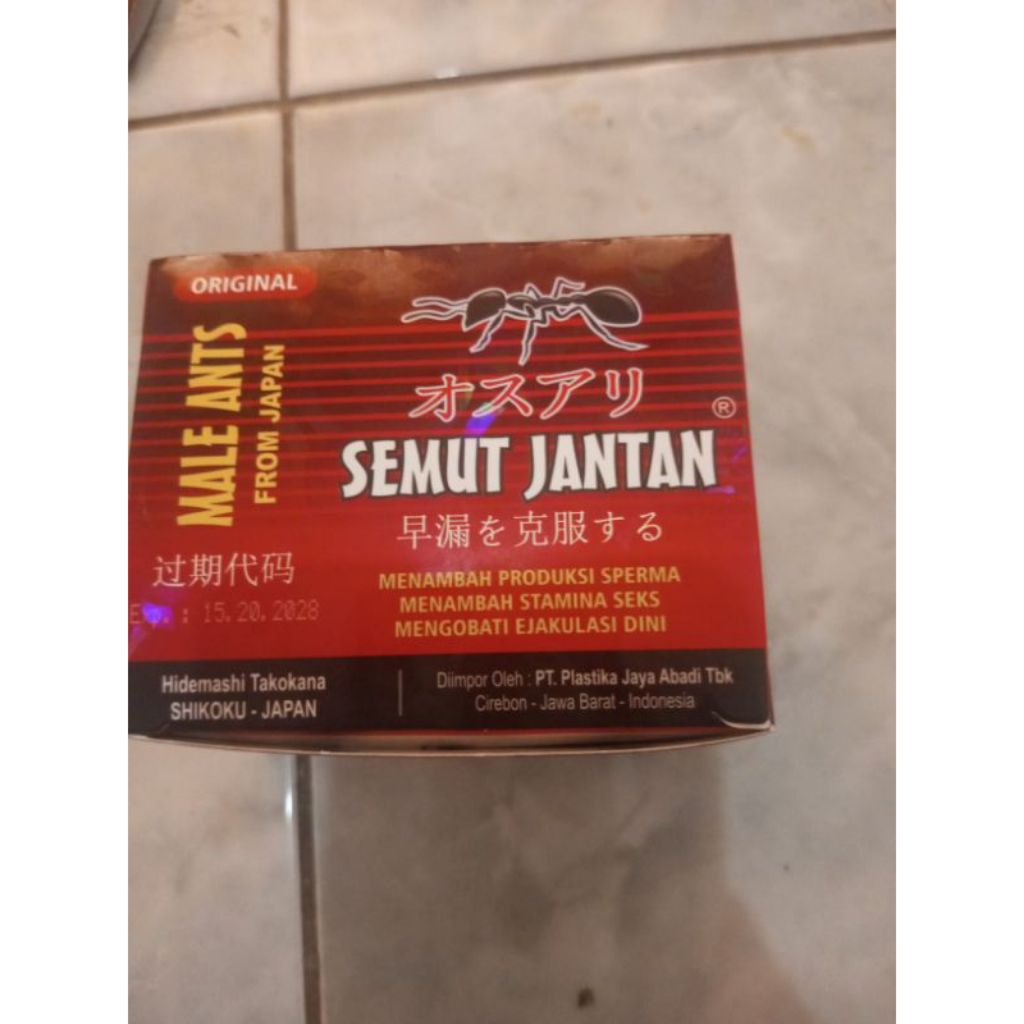 ORIGINAL
MALE ANTS
FROM JAPAN
オスアリ
®
SEMUT JANTAN
早漏を克服する
过期代码
: 15.20.2028
MENAMBAH PRODUKSI SPERMA
MENAMBAH STAMINA SEKS
MENGOBATI EJAKULASI DINI
Hidemashi Takokana
SHIKOKU - JAPAN
Diimpor Oleh : PT. Plastika Jaya Abadi Tbk
Cirebon - Jawa Barat - Indonesia